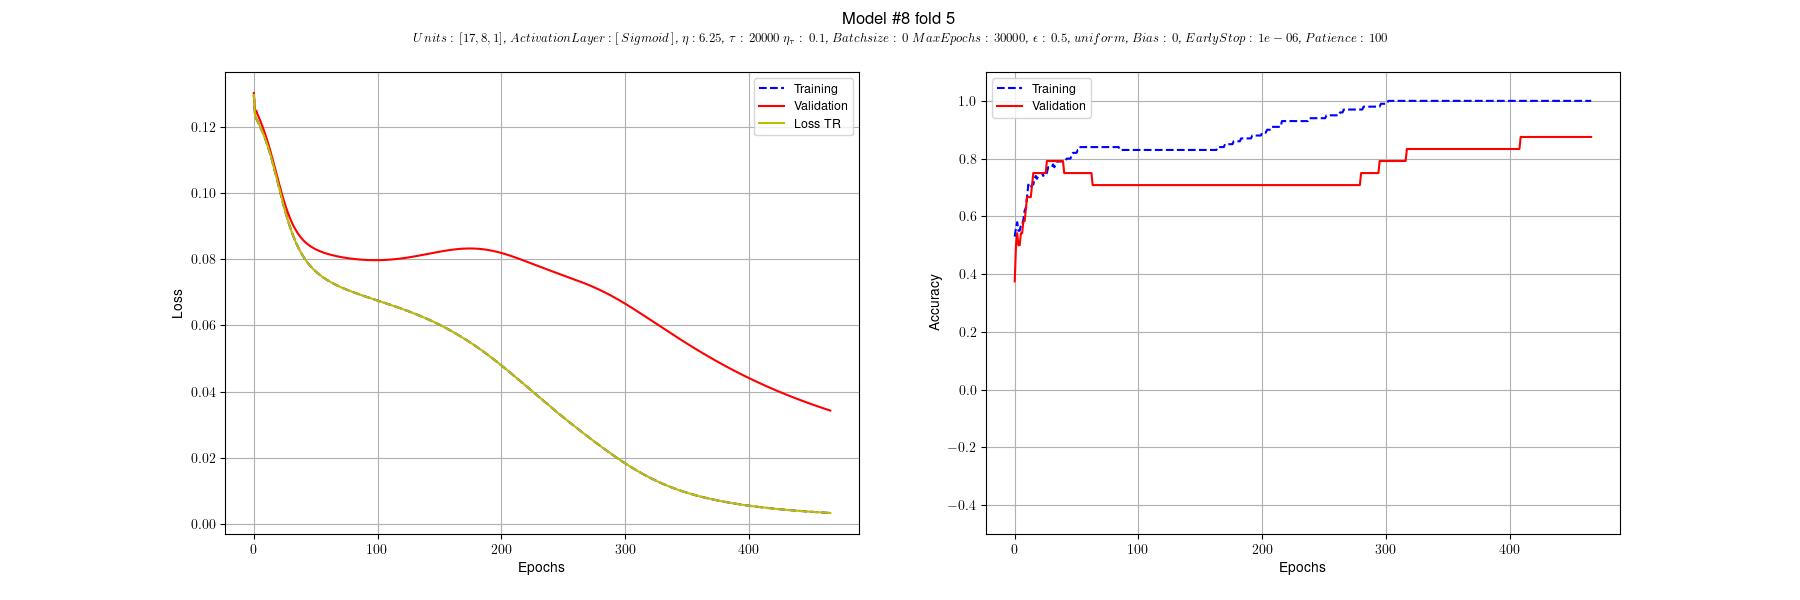 Model #8 fold 5
Units : [17, 8, 1], ActivationLayer : [ Sigmoid ], η : 6.25, τ : 20000 η_τ : 0.1, Batchsize : 0 MaxEpochs : 30000, ϵ : 0.5, uniform, Bias : 0, EarlyStop : 1e − 06, Patience : 100
Training
Validation
Loss TR
0.12
0.10
0.08
0.06
0.04
0.02
0.00
Loss
0
100
200
300
400
Epochs
Training
Validation
1.0
0.8
0.6
0.4
0.2
0.0
−0.2
−0.4
Accuracy
0
100
200
300
400
Epochs